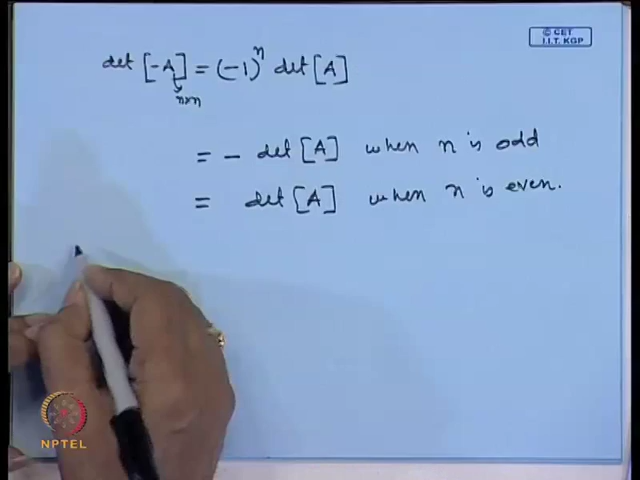 © CET
I.I.T. KGP
det [-A] = (-1)^n det [A]
n×n
= - det [A] when n is odd
= det [A] when n is even.
NPTEL